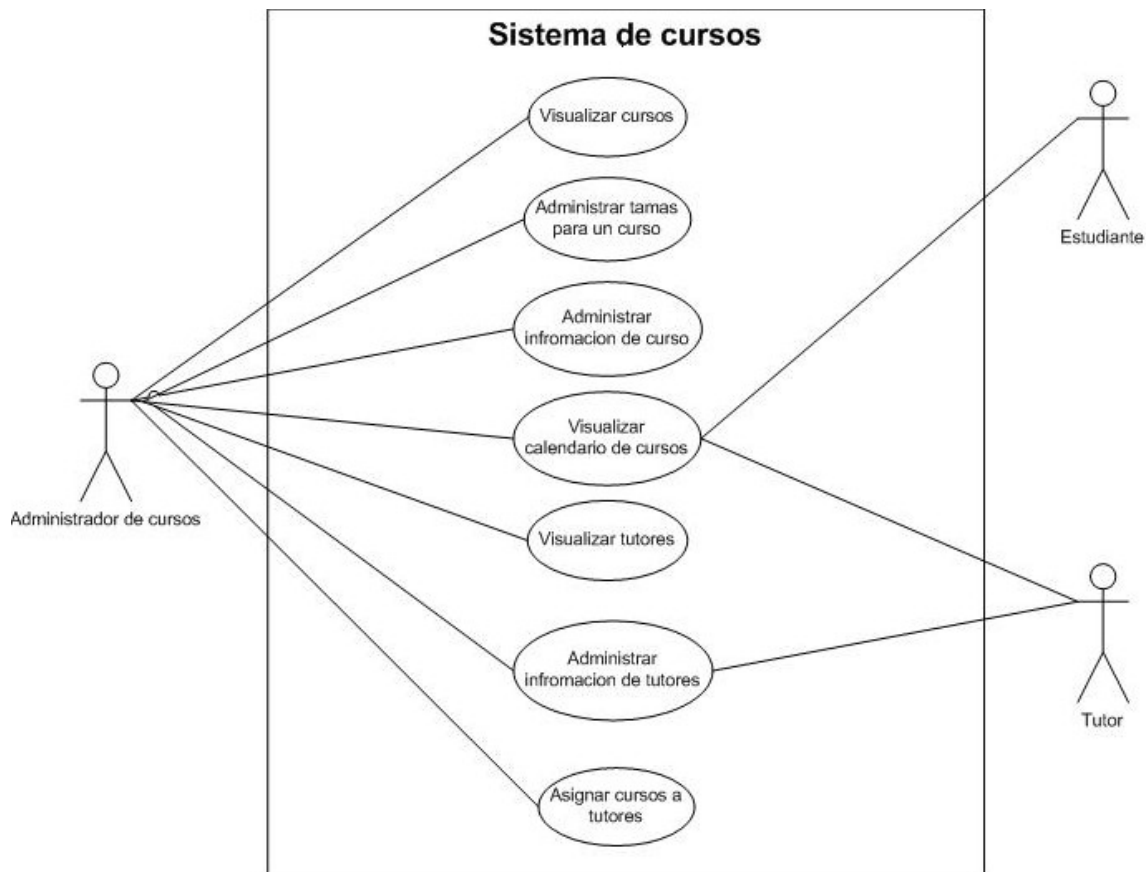 Sistema de cursos
Visualizar cursos
Administrar tamas
para un curso
Estudiante
Administrar
infromacion de curso
Visualizar
calendario de cursos
Administrador de cursos
Visualizar tutores
Administrar
infromacion de tutores
Tutor
Asignar cursos a
tutores